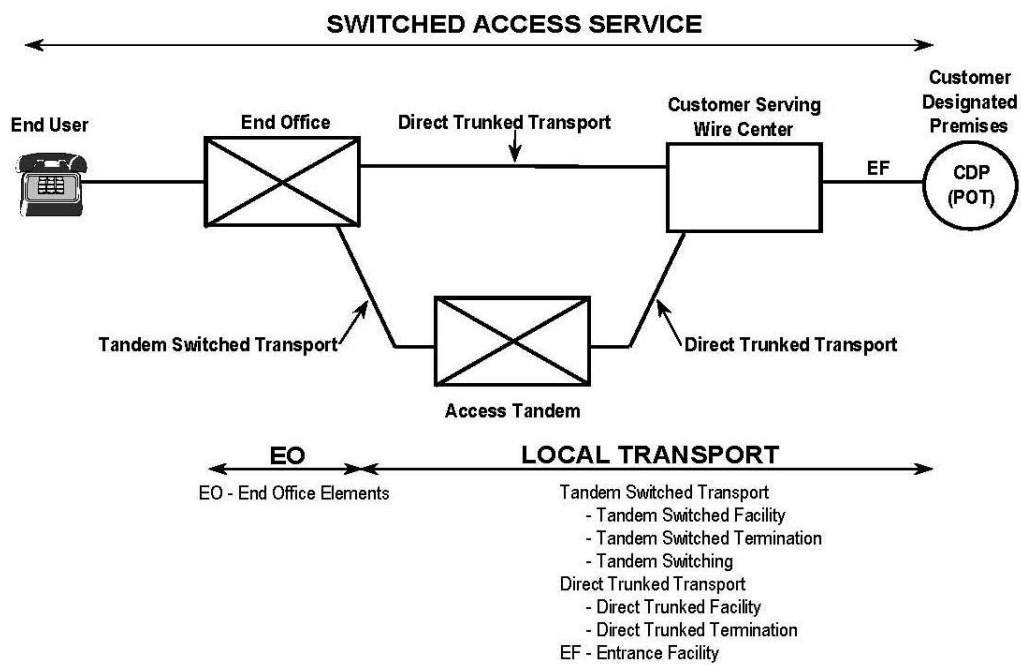 SWITCHED ACCESS SERVICE
End User
End Office
Direct Trunked Transport
Customer Serving
Wire Center
Customer
Designated
Premises
EF
CDP
(POT)
Tandem Switched Transport
Direct Trunked Transport
Access Tandem
EO
LOCAL TRANSPORT
EO - End Office Elements
Tandem Switched Transport
- Tandem Switched Facility
- Tandem Switched Termination
- Tandem Switching
Direct Trunked Transport
- Direct Trunked Facility
- Direct Trunked Termination
EF - Entrance Facility